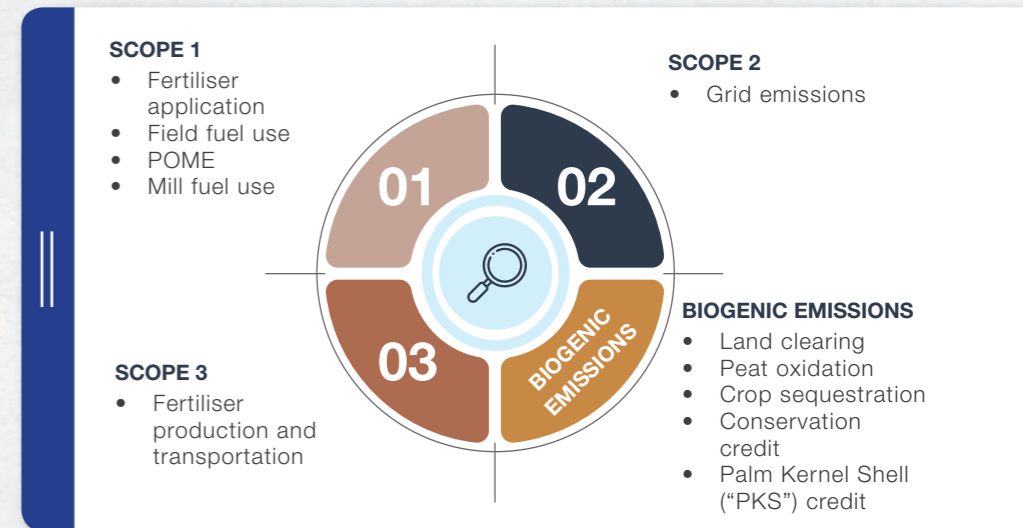 SCOPE 1
• Fertiliser
application
• Field fuel use
• POME
• Mill fuel use
SCOPE 2
• Grid emissions
01
02
03
BIOGENIC
EMISSIONS
SCOPE 3
• Fertiliser
production and
transportation
BIOGENIC EMISSIONS
• Land clearing
• Peat oxidation
• Crop sequestration
• Conservation
credit
• Palm Kernel Shell
(“PKS”) credit